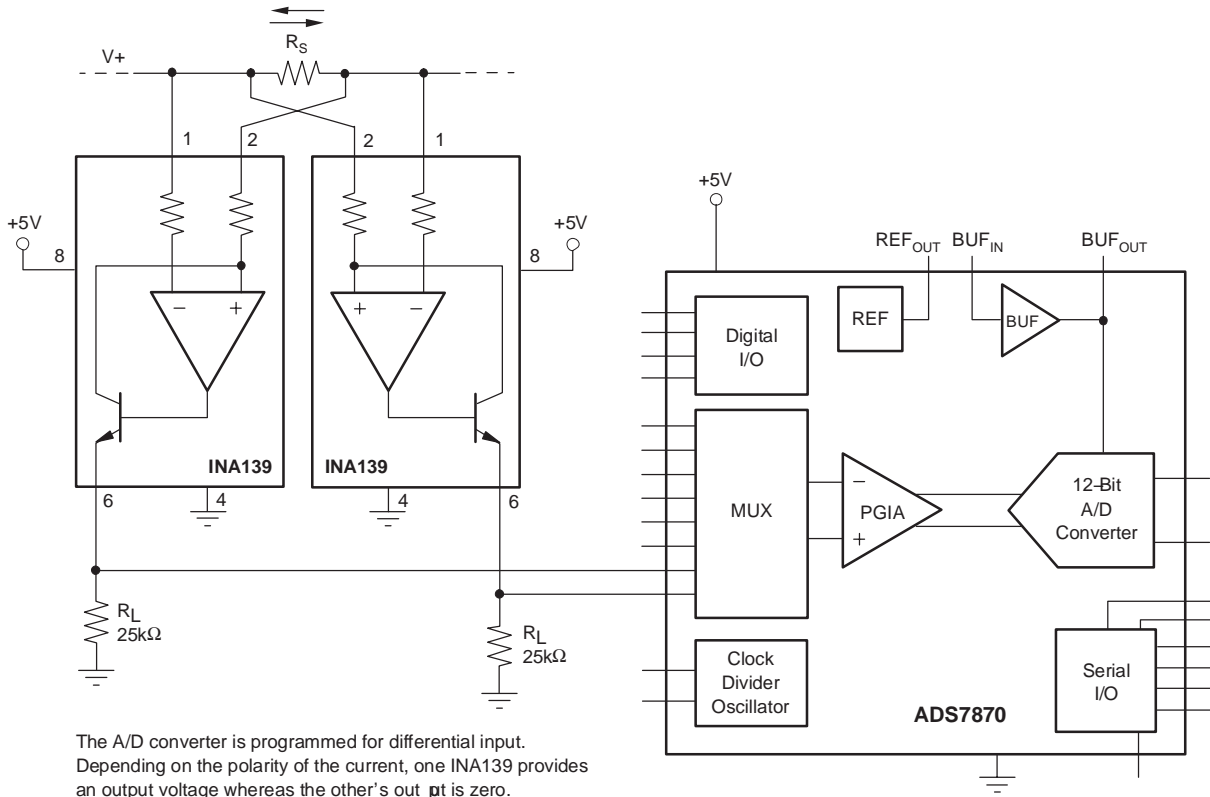 R_S
V+
1
2
2
1
+5V
8
+5V
8
+5V
REF_OUT
BUF_IN
BUF_OUT
−
+
+
−
INA139
INA139
6
4
4
6
R_L
25kΩ
R_L
25kΩ
Digital
I/O
REF
BUF
MUX
−
PGIA
+
12–Bit
A/D
Converter
Clock
Divider
Oscillator
Serial
I/O
ADS7870
The A/D converter is programmed for differential input.
Depending on the polarity of the current, one INA139 provides
an output voltage whereas the other's out pt is zero.